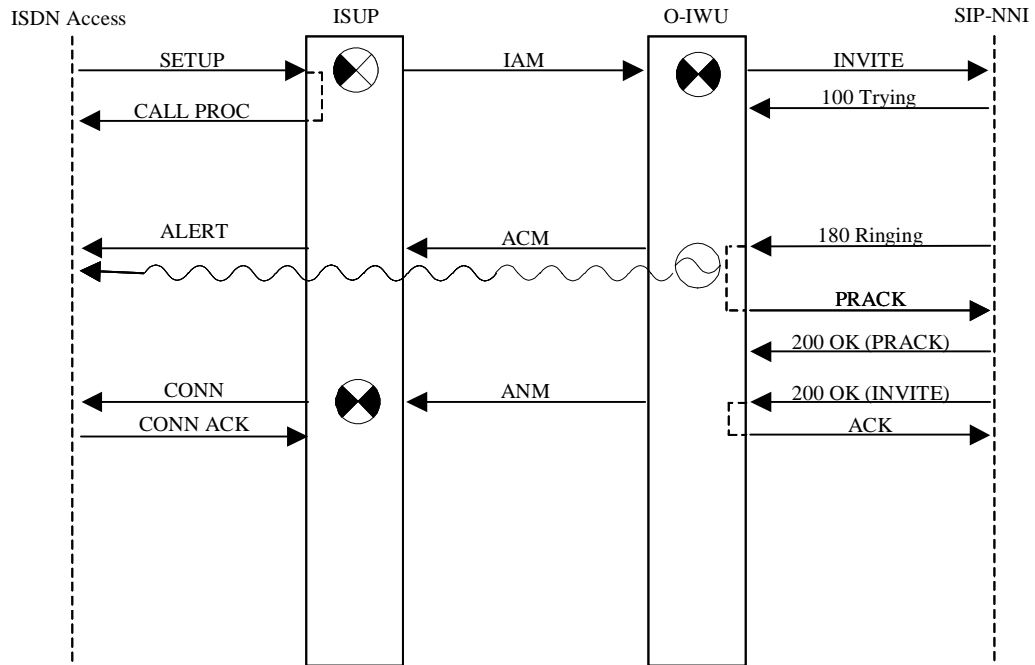 ISDN Access
ISUP
O-IWU
SIP-NNI
SETUP
IAM
INVITE
100 Trying
CALL PROC
ALERT
ACM
180 Ringing
PRACK
200 OK (PRACK)
CONN
ANM
200 OK (INVITE)
CONN ACK
ACK